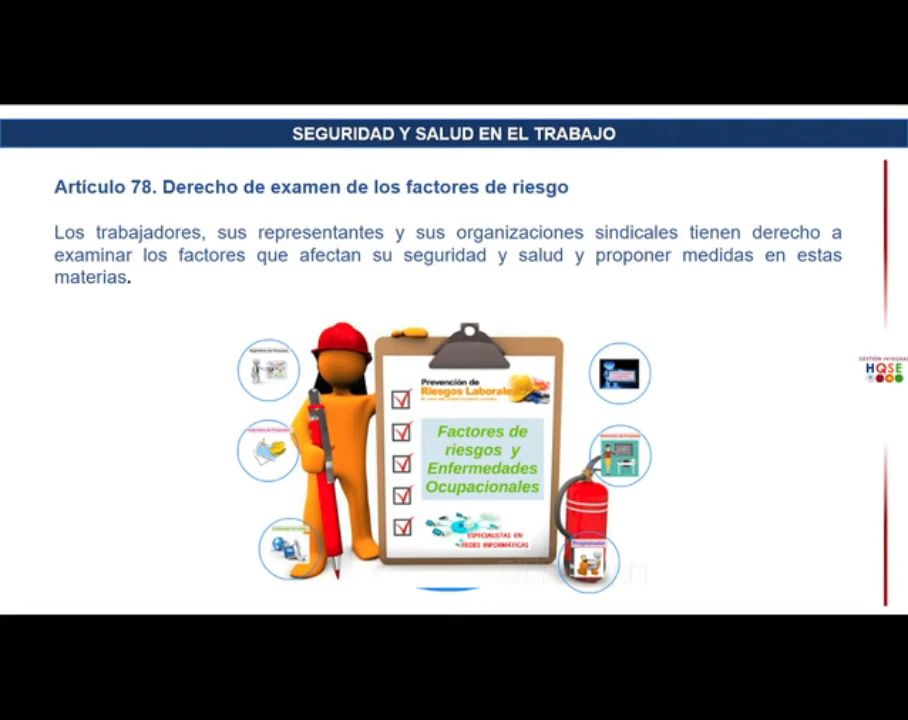 SEGURIDAD Y SALUD EN EL TRABAJO
Artículo 78. Derecho de examen de los factores de riesgo
Los trabajadores, sus representantes y sus organizaciones sindicales tienen derecho a
examinar los factores que afectan su seguridad y salud y proponer medidas en estas
materias.
GESTIÓN INTEGRAL
HQSE
Prevención de
Riesgos Laborales
Factores de
riesgos y
Enfermedades
Ocupacionales
ESPECIALISTAS EN
REDES INFORMÁTICAS